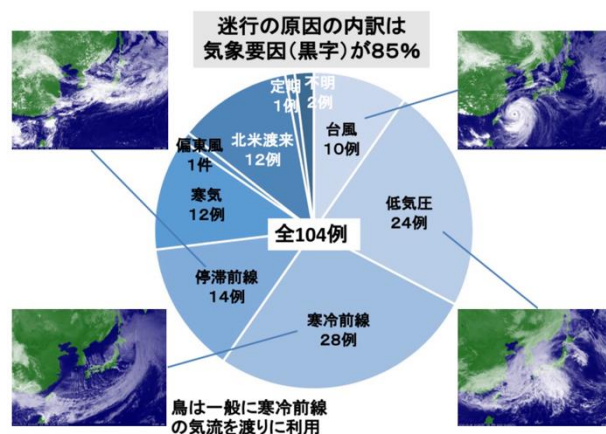 迷行の原因の内訳は
気象要因(黒字)が85%
定期
1例
不明
2例
台風
10例
北米渡来
12例
偏東風
1件
低気圧
24例
寒気
12例
全104例
停滞前線
14例
寒冷前線
28例
鳥は一般に寒冷前線
の気流を渡りに利用